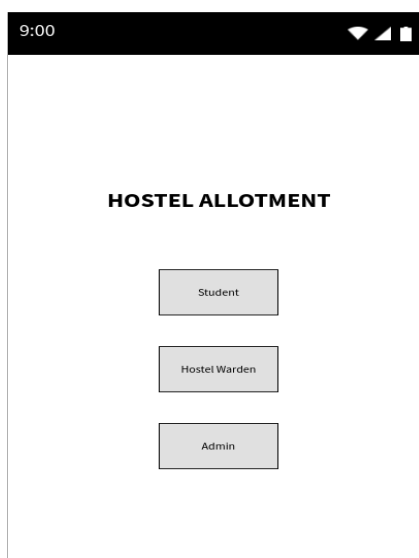 9:00
HOSTEL ALLOTMENT
Student
Hostel Warden
Admin